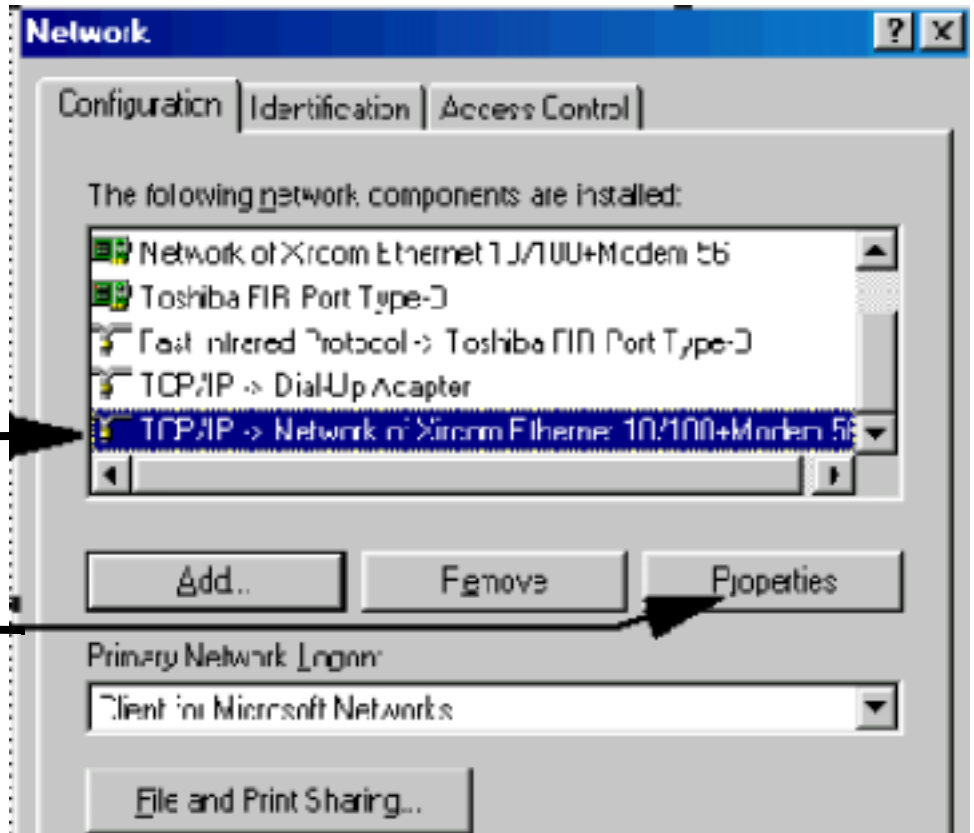 Network
Configuration Identification Access Control
The following network components are installed:
Network of Xircom Ethernet 10/100+Modem 56
Toshiba FIR Port Type-O
Fast Infrared Protocol -> Toshiba FIR Port Type-O
TCP/IP -> Dial-Up Adapter
TCP/IP -> Network of Xircom Ethernet 10/100+Modem 56
Add... Remove Properties
Primary Network Logon:
Client for Microsoft Networks
File and Print Sharing...